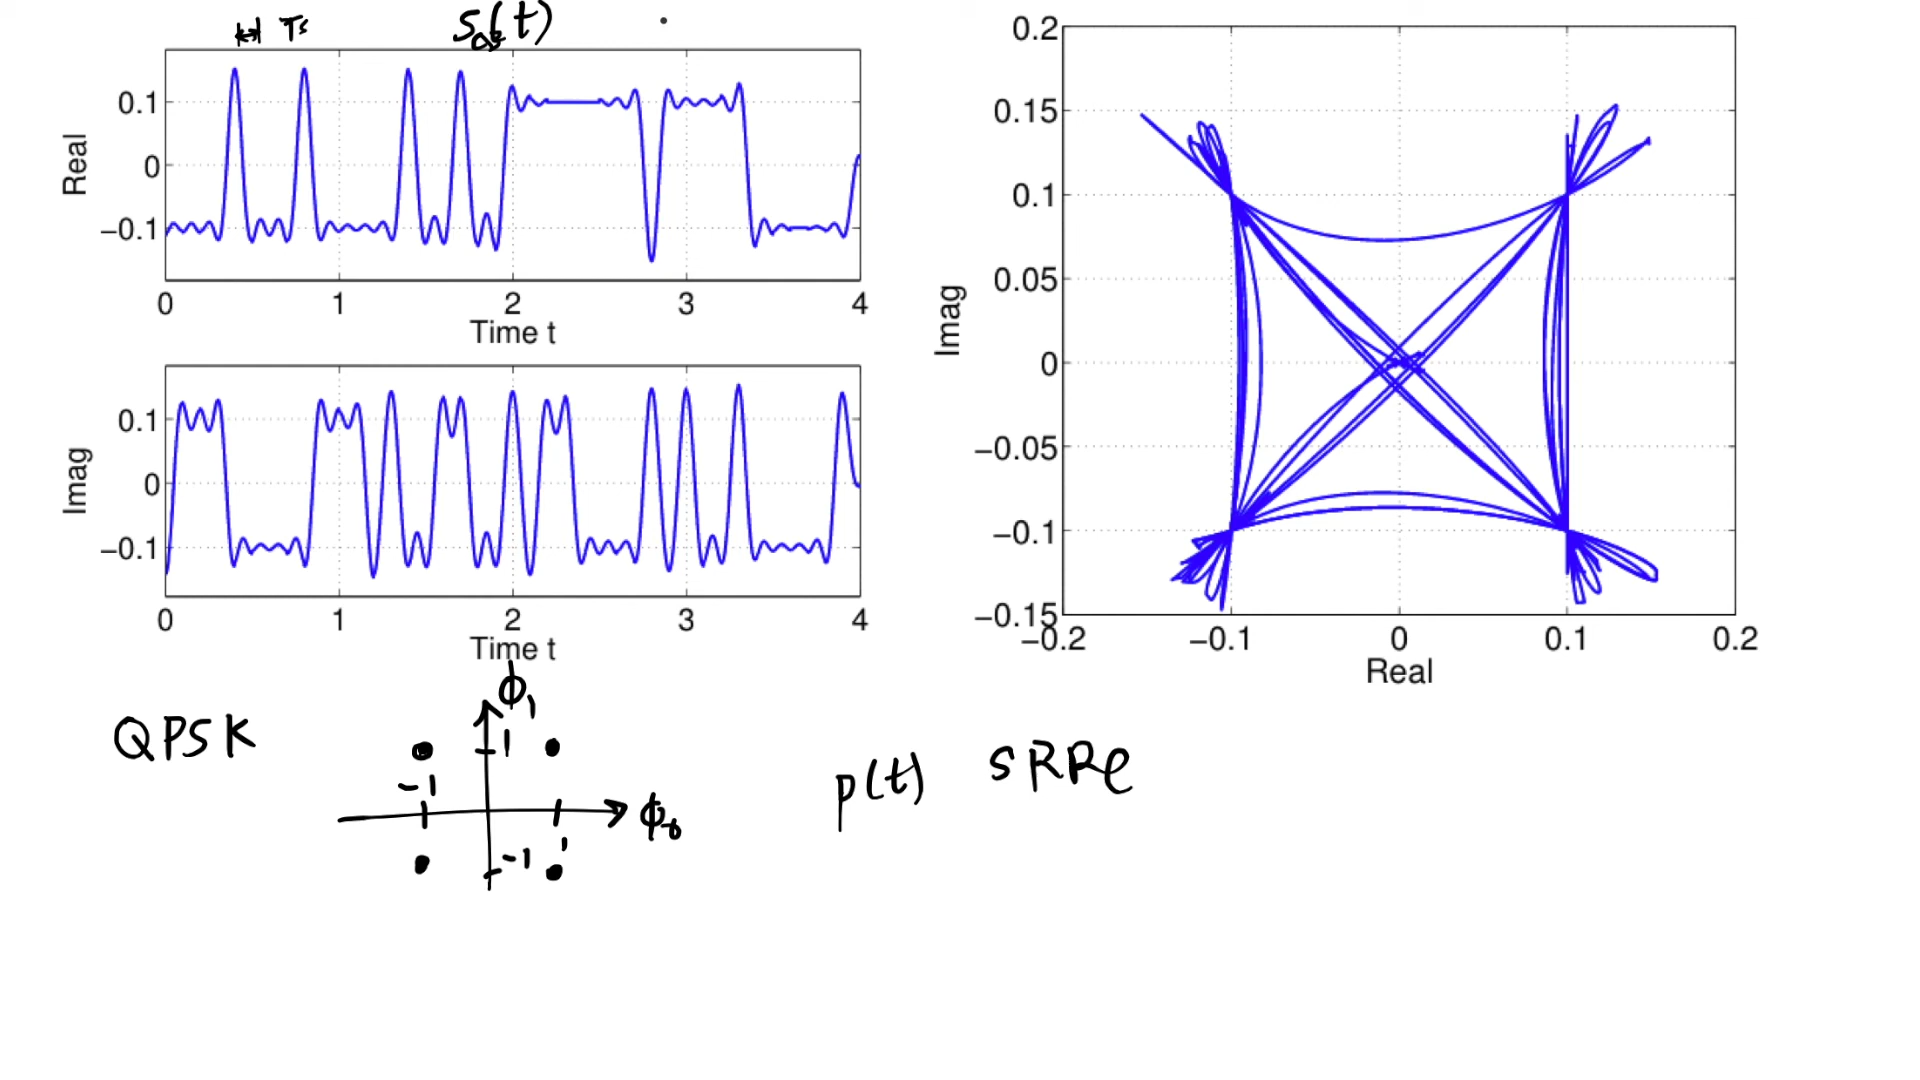 Ts
0.1
0
−0.1
Real
0 1 2 3 4
Time t
0.1
0
−0.1
Imag
0 1 2 3 4
Time t
0.2
0.15
0.1
0.05
0
−0.05
−0.1
−0.15
Imag
−0.2 −0.1 0 0.1 0.2
Real
QPSK
ϕ₁
1
-1
ϕ₀
-1
1
p(t) SRRC